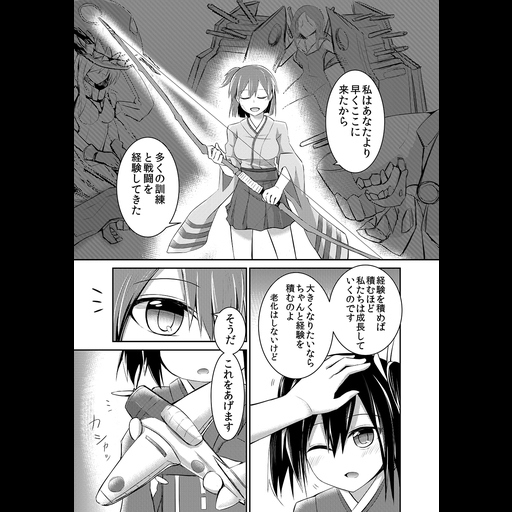 私はあなたより
早くここに
来たから
多くの訓練
と戦闘を
経験してきた
経験を積めば
積むほど
私たちは成長して
いくのです
大きくなりたいなら
ちゃんと経験を
積むのよ
老化はしないけど
そうだ
これをあげます
カシャッ